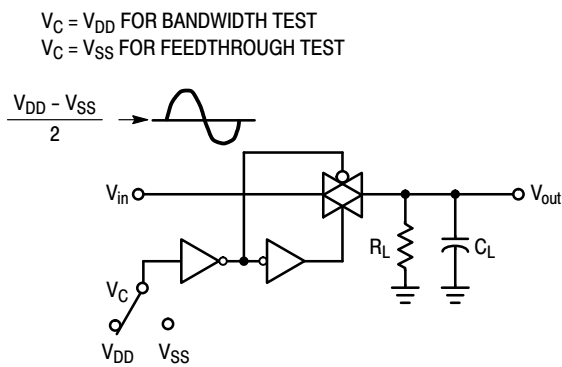 VC = VDD FOR BANDWIDTH TEST
VC = VSS FOR FEEDTHROUGH TEST
VDD – VSS
2
Vin
Vout
RL
CL
VC
VDD VSS